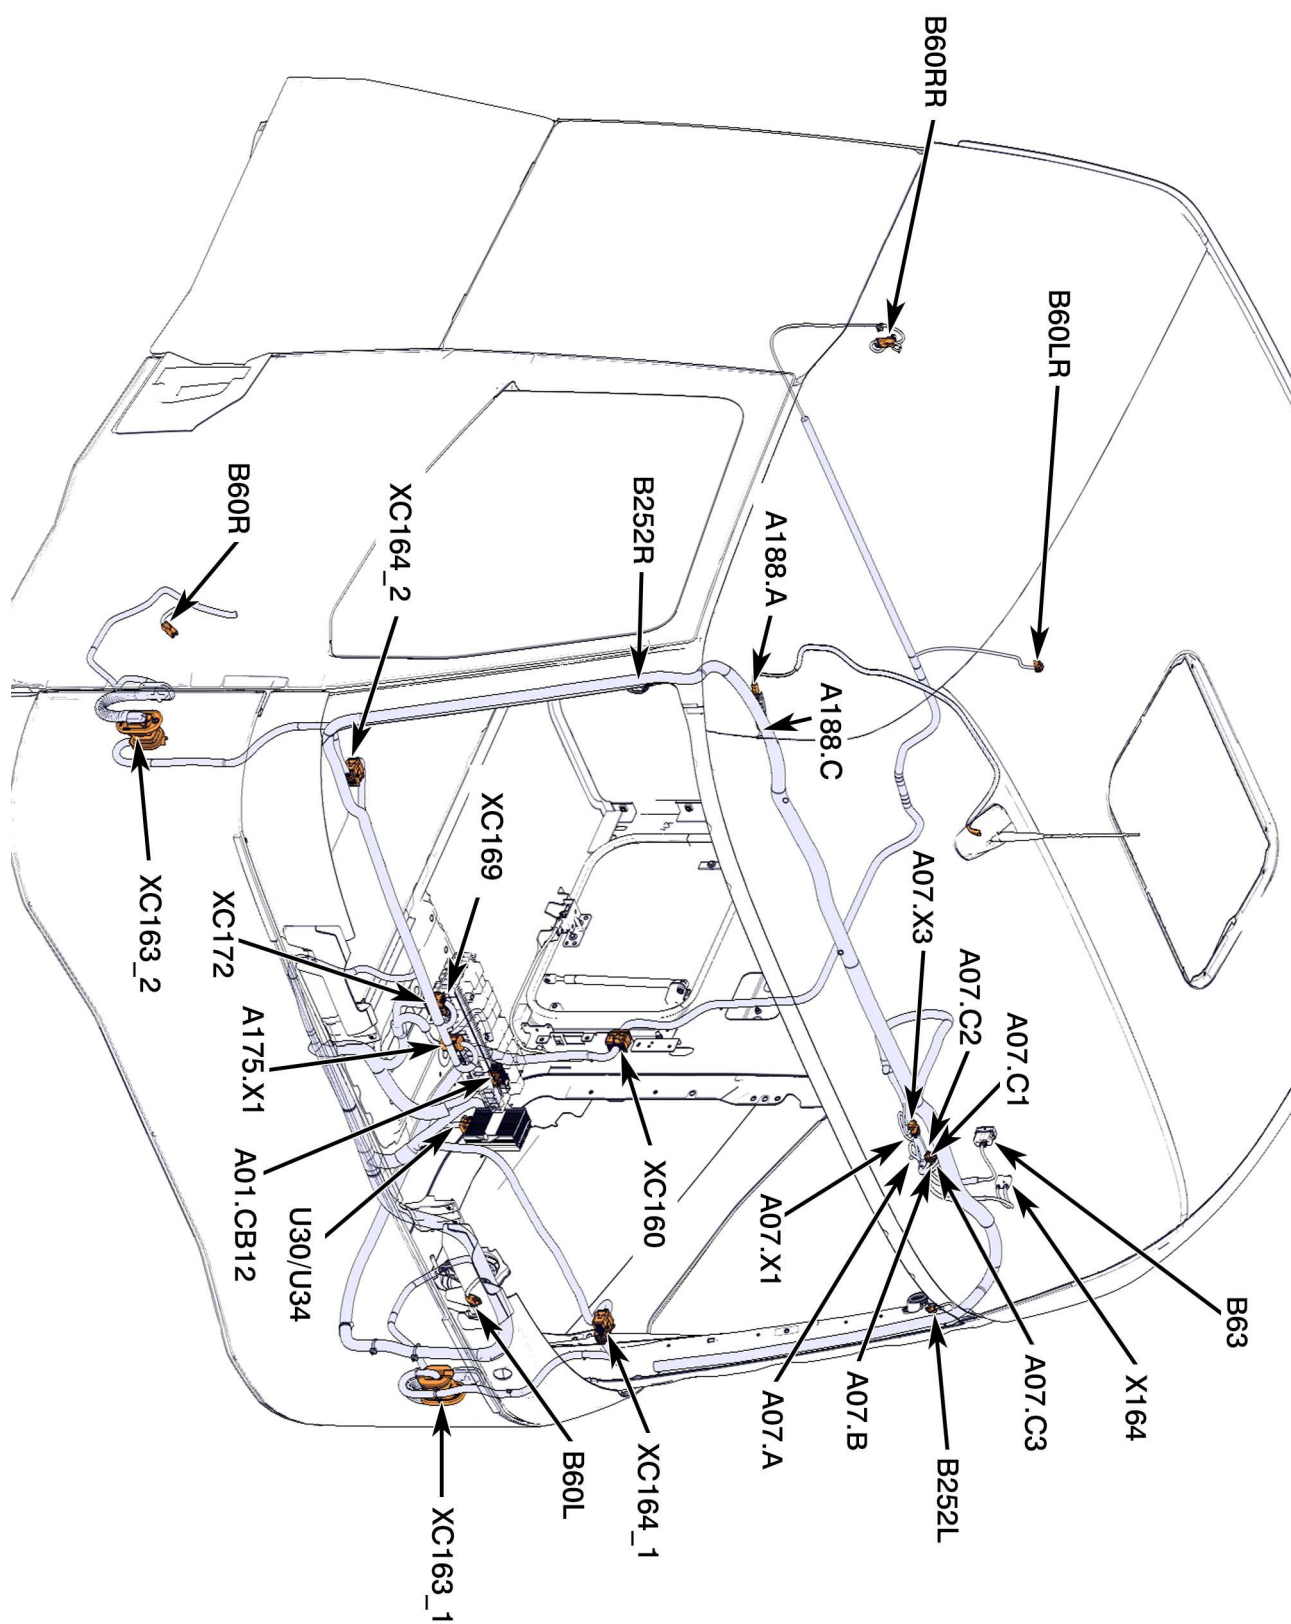 B60RR
B60LR
B60R
XC164_2
B252R
A188.A
A188.C
XC163_2
XC172
XC169
A07.X3
A07.C2
A07.C1
A175.X1
A01.CB12
U30/U34
XC160
A07.X1
A07.A
A07.B
A07.C3
B63
X164
B252L
B60L
XC164_1
XC163_1